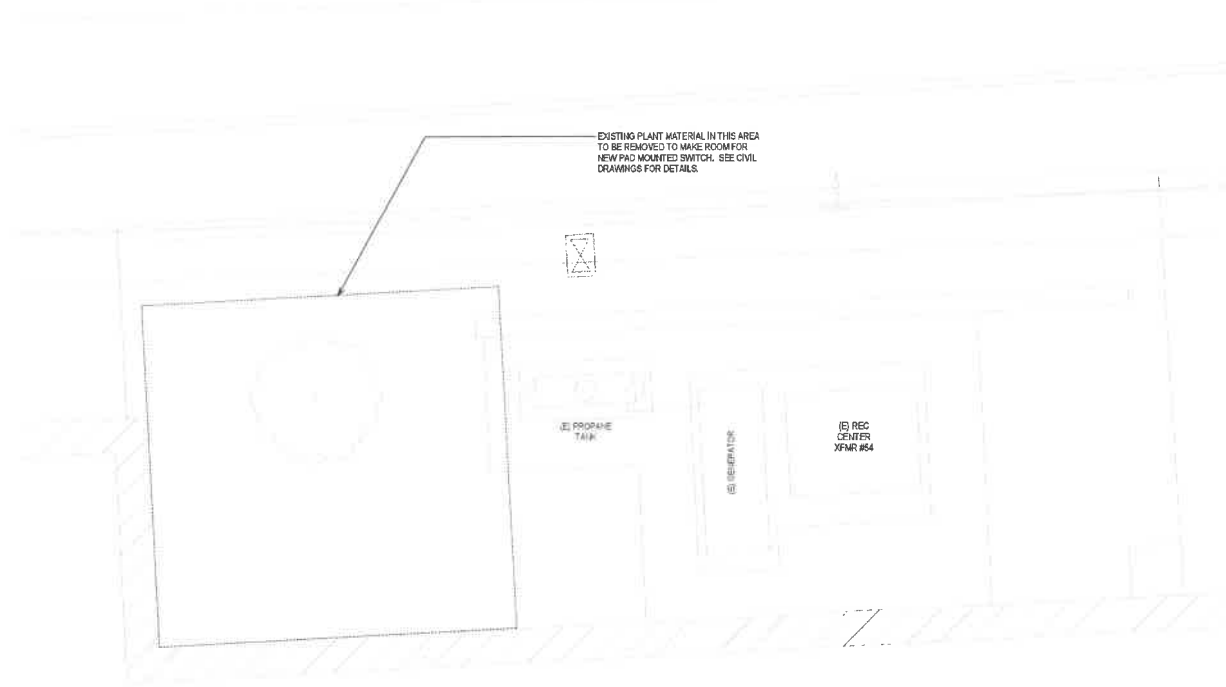 EXISTING PLANT MATERIAL IN THIS AREA
TO BE REMOVED TO MAKE ROOM FOR
NEW PAD MOUNTED SWITCH. SEE CIVIL
DRAWINGS FOR DETAILS.
(E) PROPANE
TANK
(E) GENERATOR
(E) REC
CENTER
XFMR #54